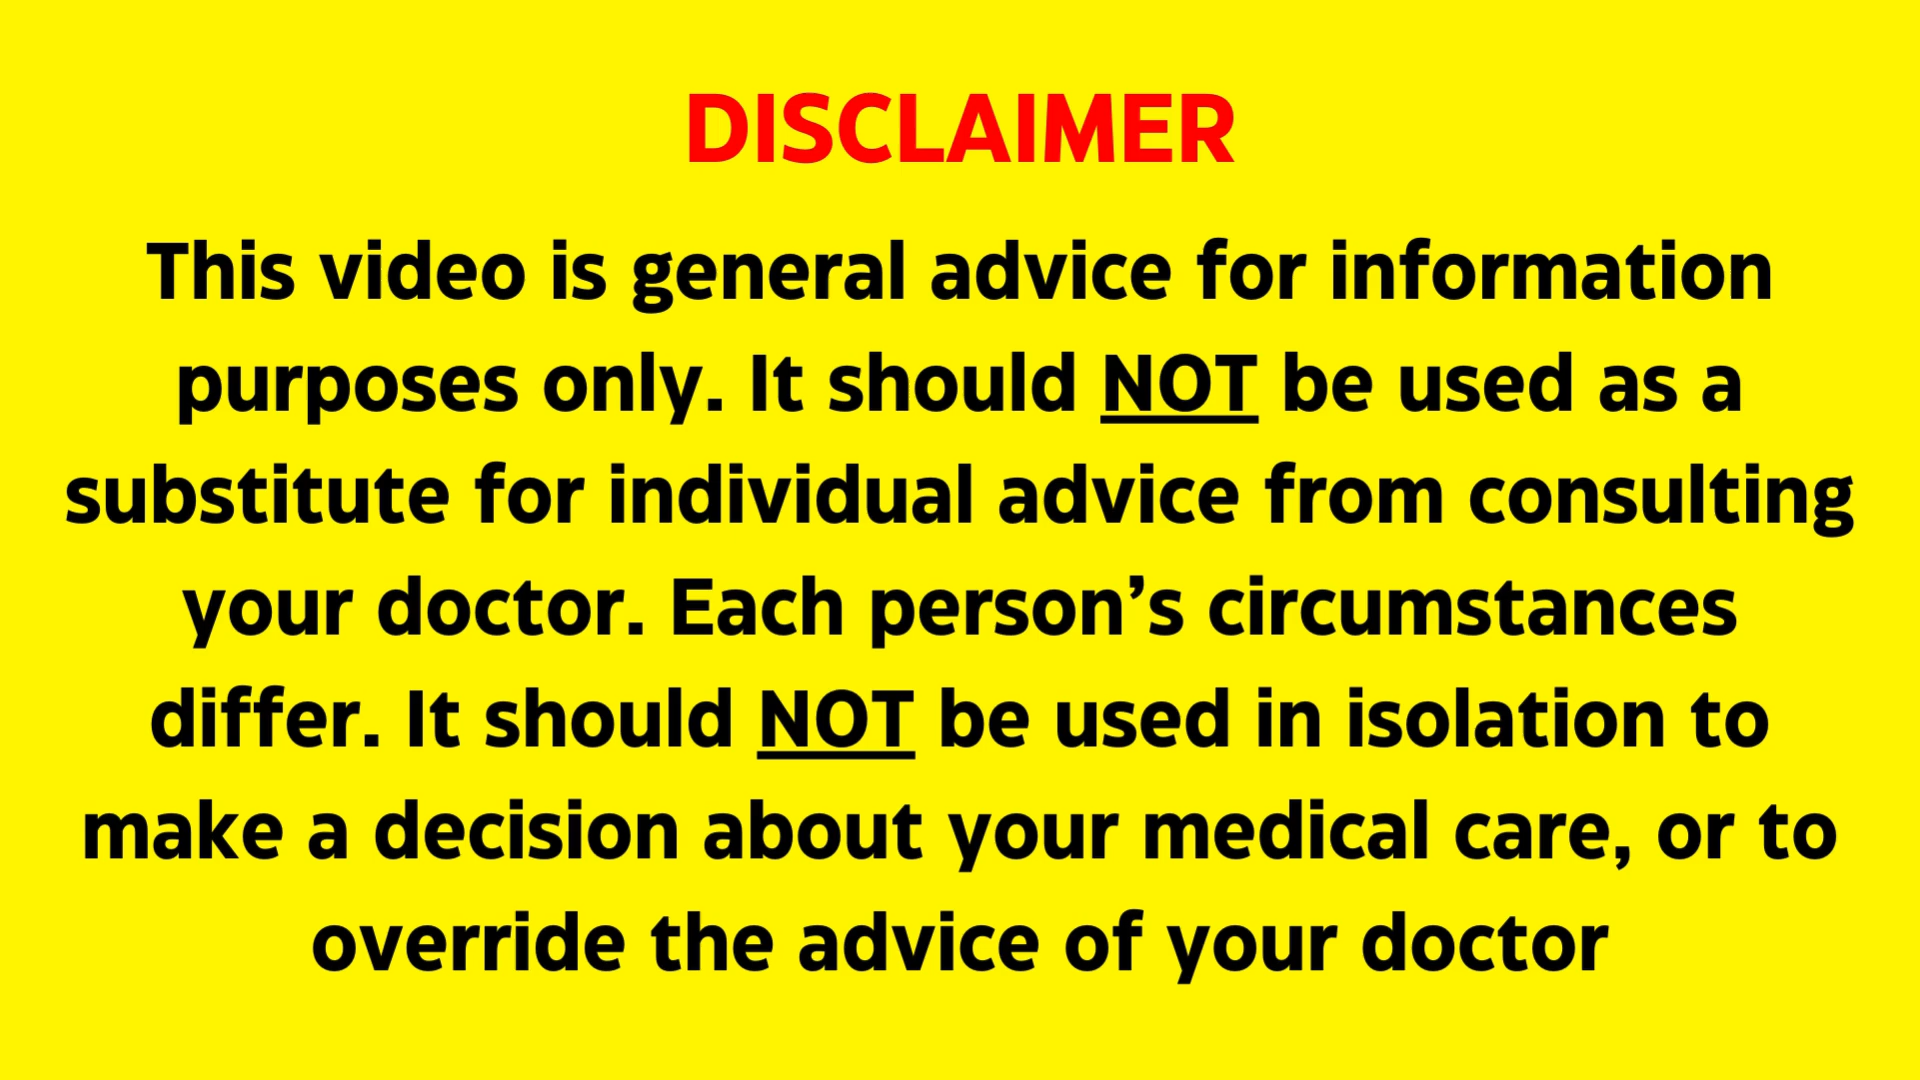 DISCLAIMER
This video is general advice for information
purposes only. It should NOT be used as a
substitute for individual advice from consulting
your doctor. Each person’s circumstances
differ. It should NOT be used in isolation to
make a decision about your medical care, or to
override the advice of your doctor